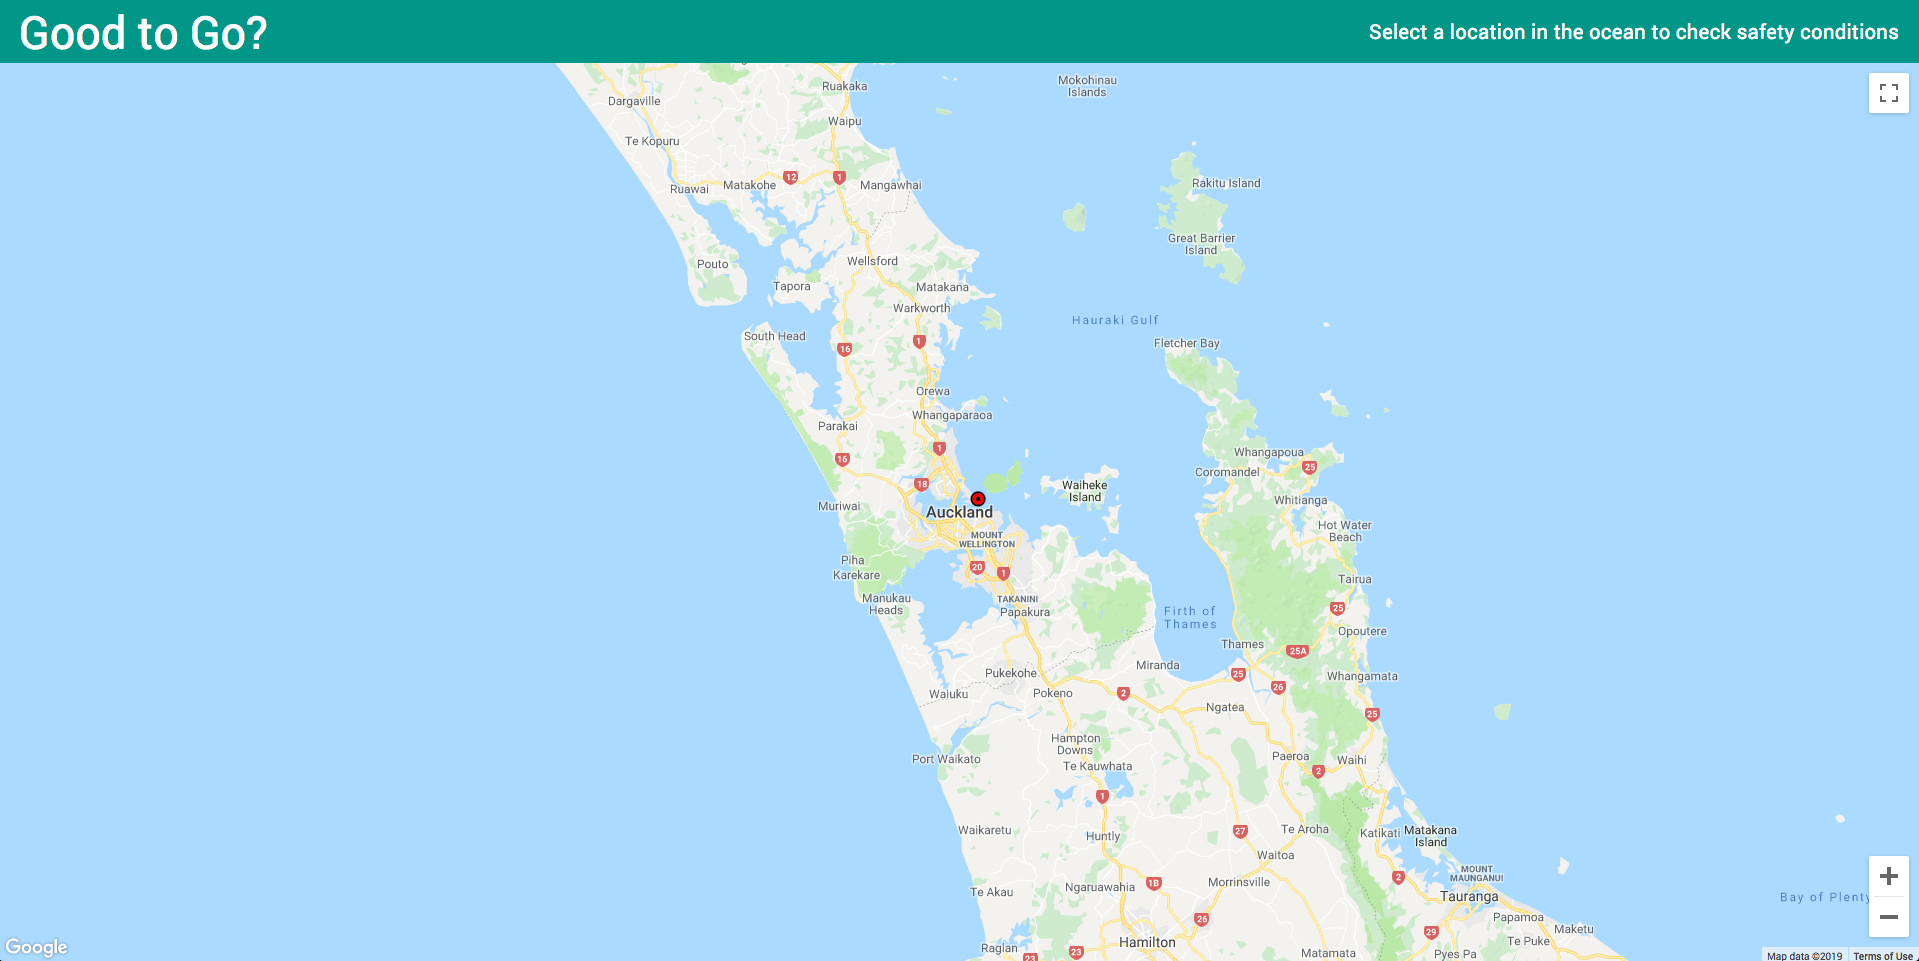 Good to Go?
Select a location in the ocean to check safety conditions
Mokohinau
Islands
Ruakaka
Dargaville
Waipu
Te Kopuru
12
1
Ruawai
Matakohe
Mangawhai
Rakitu Island
Great Barrier
Island
Pouto
Wellsford
Tapora
Matakana
Warkworth
Hauraki Gulf
South Head
16
1
Fletcher Bay
Orewa
Whangaparaoa
Parakai
1
16
Whangapoua
25
Coromandel
18
Waiheke
Island
Whitianga
Muriwai
Auckland
Hot Water
Beach
MOUNT
WELLINGTON
Piha
20
1
Karekare
Tairua
Manukau
Heads
TAKANINI
Papakura
Firth of
Thames
25
Opoutere
Thames
25A
Miranda
25
Pukekohe
26
Whangamata
Waiuku
Pokeno
2
Ngatea
25
Hampton
Downs
Port Waikato
Paeroa
Waihi
Te Kauwhata
2
1
Waikaretu
Huntly
27
Te Aroha
Katikati
Matakana
Island
Waitoa
2
MOUNT
MAUNGANUI
Te Akau
Ngaruawahia
1B
Morrinsville
Tauranga
Bay of Plenty
26
Papamoa
29
Maketu
Hamilton
Te Puke
Raglan
23
23
Matamata
Pyes Pa
Google
Map data ©2019
Terms of Use